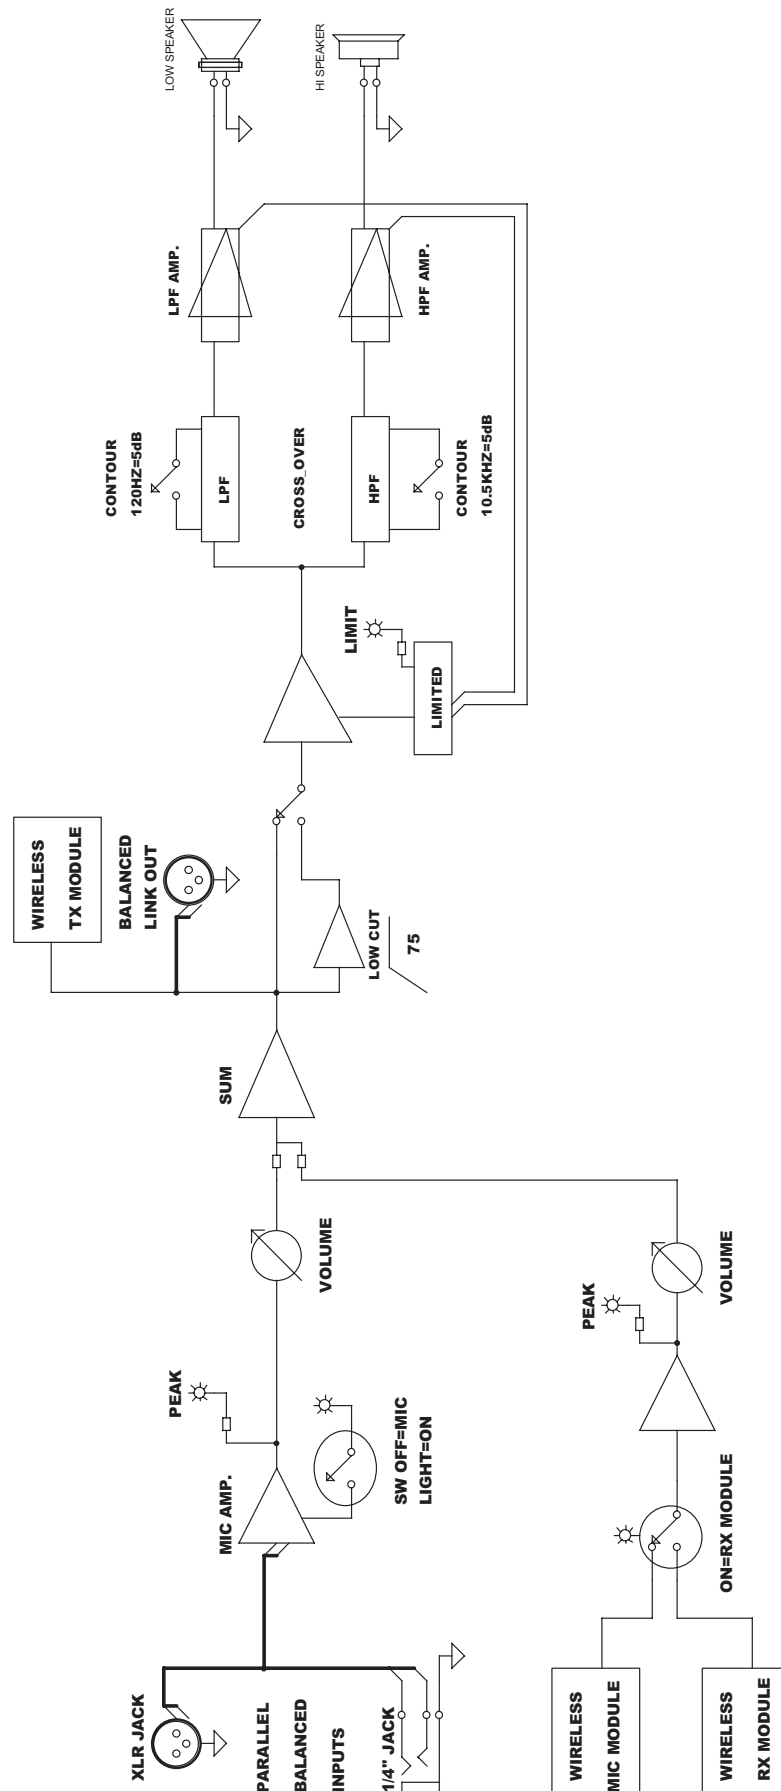 LOW SPEAKER
HI SPEAKER
LPF AMP.
HPF AMP.
CONTOUR
120HZ=5dB
LPF
CROSS_OVER
HPF
CONTOUR
10.5KHZ=5dB
LIMIT
LIMITED
WIRELESS
TX MODULE
BALANCED
LINK OUT
LOW CUT
75
SUM
VOLUME
VOLUME
PEAK
PEAK
MIC AMP.
SW OFF=MIC
LIGHT=ON
ON=RX MODULE
XLR JACK
PARALLEL
BALANCED
INPUTS
1/4" JACK
WIRELESS
MIC MODULE
WIRELESS
RX MODULE